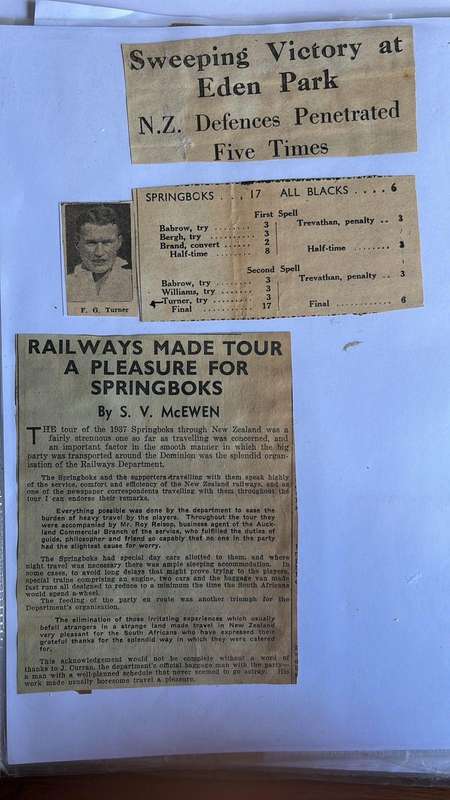 Sweeping Victory at
Eden Park
N.Z. Defences Penetrated
Five Times
SPRINGBOKS . . . 17 ALL BLACKS . . . . 6
First Spell
Babrow, try ........ 3
Bergh, try ......... 3
Brand, convert ..... 2
Half-time ........ 8
Trevathan, penalty .. 3
Half-time ........ 3
Second Spell
Babrow, try ........ 3
Williams, try ...... 3
Turner, try ........ 3
Final ............ 17
Trevathan, penalty .. 3
Final ............ 6
F. G. Turner
RAILWAYS MADE TOUR
A PLEASURE FOR
SPRINGBOKS
By S. V. McEWEN
THE tour of the 1937 Springboks through New Zealand was a
fairly strenuous one so far as travelling was concerned, and
an important factor in the smooth manner in which the big
party was transported around the Dominion was the splendid organ-
isation of the Railways Department.
The Springboks and the supporters travelling with them speak highly
of the service, comfort and efficiency of the New Zealand railways, and as
one of the newspaper correspondents travelling with them throughout the
tour I can endorse their remarks.
Everything possible was done by the department to ease the
burden of heavy travel by the players. Throughout the tour they
were accompanied by Mr. Roy Reisop, business agent of the Auck-
land Commercial Branch of the service, who fulfilled the duties of
guide, philosopher and friend so capably that no one in the party
had the slightest cause for worry.
The Springboks had special day cars allotted to them, and where
night travel was necessary there was ample sleeping accommodation. In
some cases, to avoid long delays that might prove trying to the players,
special trains comprising an engine, two cars and the baggage van made
fast runs all designed to reduce to a minimum the time the South Africans
would spend a-wheel.
The feeding of the party en route was another triumph for the
Department's organisation.
The elimination of those irritating experiences which usually
befall strangers in a strange land made travel in New Zealand
very pleasant for the South Africans who have expressed their
grateful thanks for the splendid way in which they were catered
for.
This acknowledgement would not be complete without a word of
thanks to J. Curran, the department's official baggage man with the party—
a man with a well-planned schedule that never seemed to go astray. His
work made usually boresome travel a pleasure.